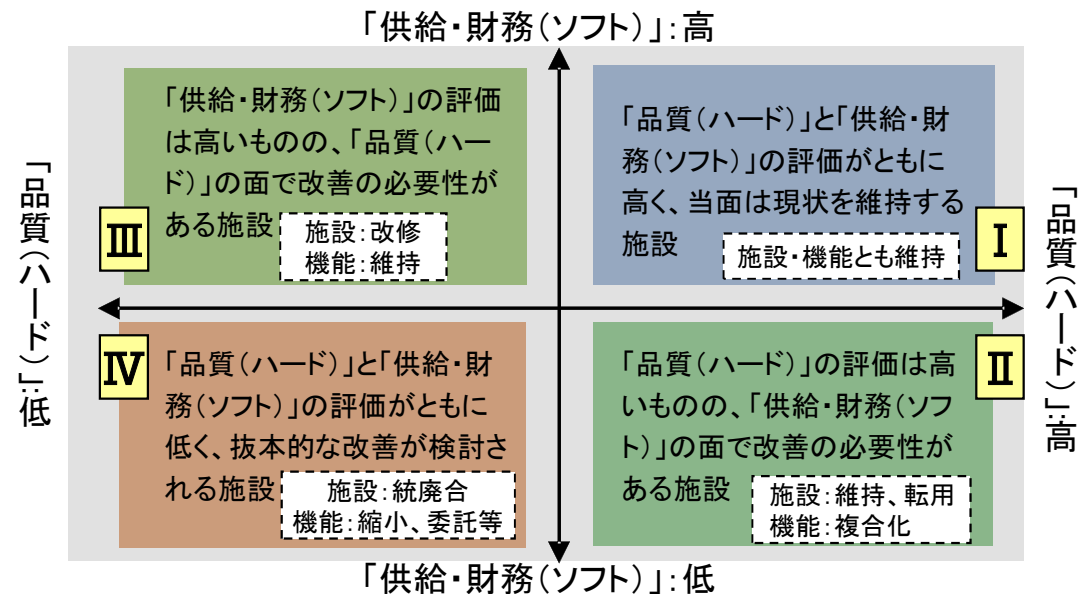 「供給・財務(ソフト)」:高
「品質(ハード)」:低
「供給・財務(ソフト)」の評価
は高いものの、「品質(ハー
ド)」の面で改善の必要性が
ある施設
施設:改修
機能:維持
Ⅲ
「品質(ハード)」と「供給・財
務(ソフト)」の評価がともに
高く、当面は現状を維持する
施設
施設・機能とも維持
Ⅰ
「品質(ハード)」:高
Ⅳ
「品質(ハード)」と「供給・財
務(ソフト)」の評価がともに
低く、抜本的な改善が検討さ
れる施設
施設:統廃合
機能:縮小、委託等
「品質(ハード)」の評価は高
いものの、「供給・財務(ソフ
ト)」の面で改善の必要性が
ある施設
施設:維持、転用
機能:複合化
Ⅱ
「供給・財務(ソフト)」:低